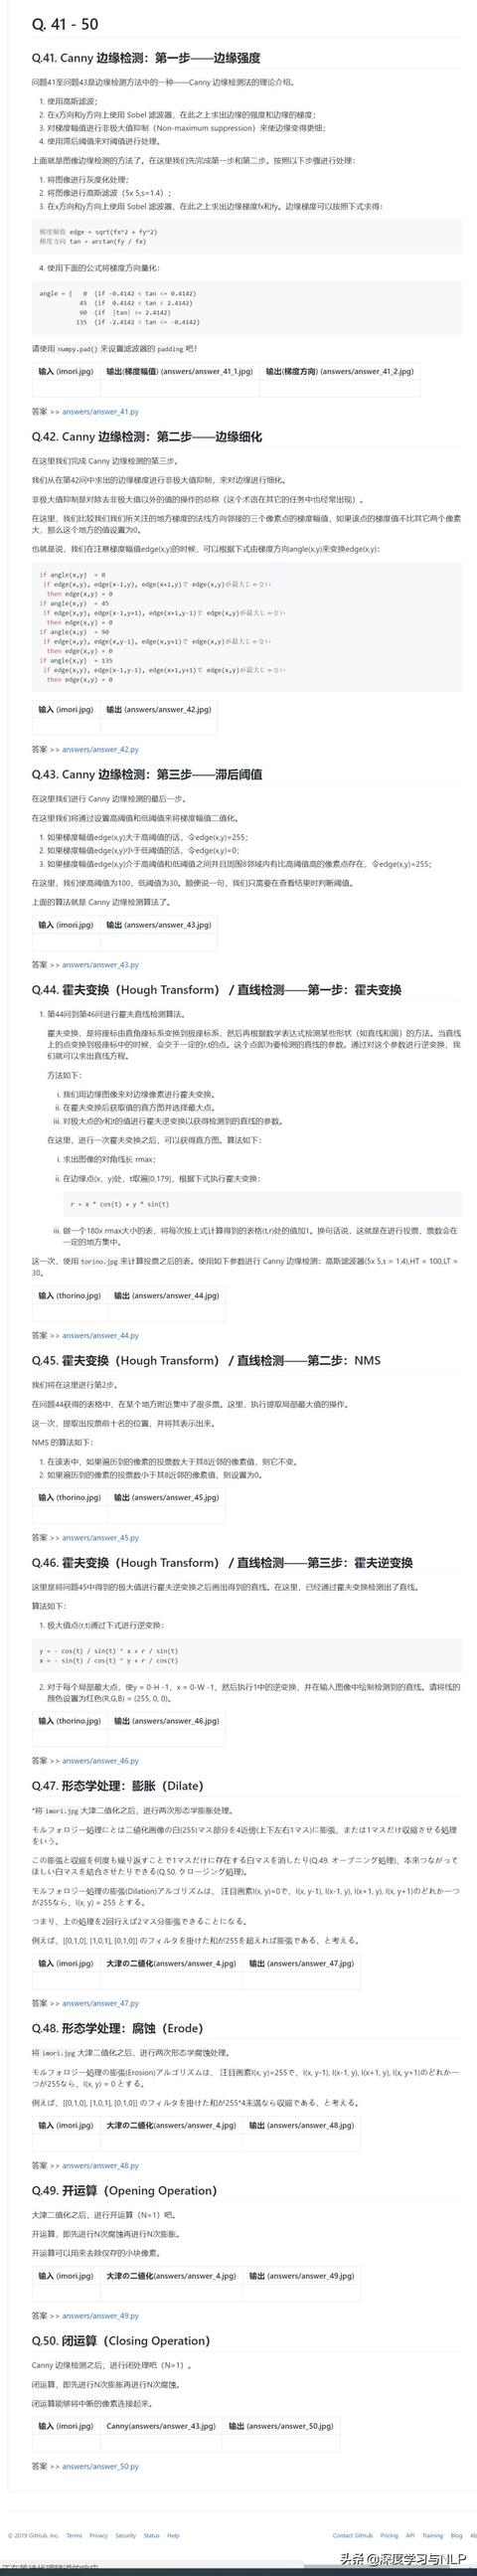 Q. 41 - 50
Q.41. Canny 边缘检测：第一步——边缘强度
问题41至问题43是边缘检测方法中的一种——Canny 边缘检测法的理论介绍。
1. 使用高斯滤波；
2. 在x方向和y方向上使用 Sobel 滤波器，在此之上求出边缘的强度和边缘的梯度；
3. 对梯度幅值进行非极大值抑制（Non-maximum suppression）来使边缘变得更细；
4. 使用滞后阈值来对阈值进行处理。
上面就是图像边缘检测的方法了。在这里我们先完成第一步和第二步。按照以下步骤进行处理：
1. 将图像进行灰度化处理；
2. 将图像进行高斯滤波（5x 5,s=1.4）；
3. 在x方向和y方向上使用 Sobel 滤波器，在此之上求出边缘梯度fx和fy。边缘梯度可以按照下式求得：
梯度幅值 edge = sqrt(fx^2 + fy^2)
梯度方向 tan = arctan(fy / fx)
4. 使用下面的公式将梯度方向量化：
angle = { 0 (if -0.4142 < tan <= 0.4142)
45 (if 0.4142 < tan < 2.4142)
90 (if |tan| >= 2.4142)
135 (if -2.4142 < tan <= -0.4142)
请使用 numpy.pad() 来设置滤波器的 padding 吧！
输入 (imori.jpg) 输出(梯度幅值) (answers/answer_41_1.jpg) 输出(梯度方向) (answers/answer_41_2.jpg)
答案 >> answers/answer_41.py
Q.42. Canny 边缘检测：第二步——边缘细化
在这里我们完成 Canny 边缘检测的第三步。
我们从在第42问中求出的边缘梯度进行非极大值抑制，来对边缘进行细化。
非极大值抑制是对除去非极大值以外的值的操作的总称（这个术语在其它的任务中也经常出现）。
在这里，我们比较我们我们所关注的地方梯度的法线方向邻接的三个像素点的梯度幅值，如果该点的梯度值不比其它两个像素
大，那么这个地方的值设置为0。
也就是说，我们在注意梯度幅值edge(x,y)的时候，可以根据下式由梯度方向angle(x,y)来变换edge(x,y)：
if angle(x,y) = 0
if edge(x,y), edge(x-1,y), edge(x+1,y)で edge(x,y)が最大じゃない
then edge(x,y) = 0
if angle(x,y) = 45
if edge(x,y), edge(x-1,y+1), edge(x+1,y-1)で edge(x,y)が最大じゃない
then edge(x,y) = 0
if angle(x,y) = 90
if edge(x,y), edge(x,y-1), edge(x,y+1)で edge(x,y)が最大じゃない
then edge(x,y) = 0
if angle(x,y) = 135
if edge(x,y), edge(x-1,y-1), edge(x+1,y+1)で edge(x,y)が最大じゃない
then edge(x,y) = 0
输入 (imori.jpg) 输出 (answers/answer_42.jpg)
答案 >> answers/answer_42.py
Q.43. Canny 边缘检测：第三步——滞后阈值
在这里我们进行 Canny 边缘检测的最后一步。
在这里我们将通过设置高阈值和低阈值来将梯度幅值二值化。
1. 如果梯度幅值edge(x,y)大于高阈值的话，令edge(x,y)=255；
2. 如果梯度幅值edge(x,y)小于低阈值的话，令edge(x,y)=0；
3. 如果梯度幅值edge(x,y)介于高阈值和低阈值之间并且周围8邻域内有比高阈值高的像素点存在，令edge(x,y)=255；
在这里，我们使高阈值为100，低阈值为30。顺便说一句，我们只需要在查看结果时判断阈值。
上面的算法就是 Canny 边缘检测算法了。
输入 (imori.jpg) 输出 (answers/answer_43.jpg)
答案 >> answers/answer_43.py
Q.44. 霍夫变换（Hough Transform）／直线检测——第一步：霍夫变换
1. 第44问到第46问进行霍夫直线检测算法。
霍夫变换，是将座标由直角座标系变换到极座标系，然后再根据数学表达式检测某些形状（如直线和圆）的方法。当直线
上的点变换到极座标中的时候，会交于一定的r,t的点。这个点即为要检测的直线的参数。通过对这个参数进行逆变换，我
们就可以求出直线方程。
方法如下：
i. 我们用边缘图像来对边缘像素进行霍夫变换。
ii. 在霍夫变换后获取值的直方图并选择最大点。
iii. 对极大点的r和t的值进行霍夫逆变换以获得检测到的直线的参数。
在这里，进行一次霍夫变换之后，可以获得直方图。算法如下：
i. 求出图像的对角线长 rmax；
ii. 在边缘点(x，y)处，t取遍[0,179]，根据下式执行霍夫变换：
r = x * cos(t) + y * sin(t)
iii. 做一个180x rmax大小的表，将每次按上式计算得到的表格(t,r)处的值加1。换句话说，这就是在进行投票，票数会在
一定的地方集中。
这一次，使用 torino.jpg 来计算投票之后的表。使用如下参数进行 Canny 边缘检测：高斯滤波器(5x 5,s = 1.4),HT = 100,LT =
30。
输入 (thorino.jpg) 输出 (answers/answer_44.jpg)
答案 >> answers/answer_44.py
Q.45. 霍夫变换（Hough Transform）／直线检测——第二步：NMS
我们将在这里进行第2步。
在问题44获得的表格中，在某个地方附近集中了很多票。这里，执行提取局部最大值的操作。
这一次，提取出投票前十名的位置，并将其表示出来。
NMS 的算法如下：
1. 在该表中，如果遍历到的像素的投票数大于其8近邻的像素值，则它不变。
2. 如果遍历到的像素的投票数小于其8近邻的像素值，则设置为0。
输入 (thorino.jpg) 输出 (answers/answer_45.jpg)
答案 >> answers/answer_45.py
Q.46. 霍夫变换（Hough Transform）／直线检测——第三步：霍夫逆变换
这里是将问题45中得到的极大值进行霍夫逆变换之后画出得到的直线。在这里，已经通过霍夫变换检测出了直线。
算法如下：
1. 极大值点(r,t)通过下式进行逆变换：
y = - cos(t) / sin(t) * x + r / sin(t)
x = - sin(t) / cos(t) * y + r / cos(t)
2. 对于每个局部最大点，使y = 0-H -1，x = 0-W -1，然后执行1中的逆变换，并在输入图像中绘制检测到的直线。请将线的
颜色设置为红色(R,G,B) = (255, 0, 0)。
输入 (thorino.jpg) 输出 (answers/answer_46.jpg)
答案 >> answers/answer_46.py
Q.47. 形态学处理：膨胀（Dilate）
*将 imori.jpg 大津二值化之后，进行两次形态学膨胀处理。
モルフォロジー処理にとは二値化画像の白(255)マス部分を4近傍(上下左右1マス)に膨張、または1マスだけ収縮させる処理
をいう。
この膨張と収縮を何度も繰り返すことで1マスだけに存在する白マスを消したり(Q.49. オープニング処理)、本来つながって
ほしい白マスを結合させたりできる(Q.50. クロージング処理)。
モルフォロジー処理の膨張(Dilation)アルゴリズムは、 注目画素I(x, y)=0で、I(x, y-1), I(x-1, y), I(x+1, y), I(x, y+1)のどれか一つ
が255なら、I(x, y) = 255 とする。
つまり、上の処理を2回行えば2マス分膨張できることになる。
例えば、[[0,1,0], [1,0,1], [0,1,0]] のフィルタを掛けた和が255を超えれば膨張である、と考える。
输入 (imori.jpg) 大津の二値化(answers/answer_4.jpg) 输出 (answers/answer_47.jpg)
答案 >> answers/answer_47.py
Q.48. 形态学处理：腐蚀（Erode）
将 imori.jpg 大津二值化之后，进行两次形态学腐蚀处理。
モルフォロジー処理の膨張(Erosion)アルゴリズムは、 注目画素I(x, y)=255で、I(x, y-1), I(x-1, y), I(x+1, y), I(x, y+1)のどれか一
つが255なら、I(x, y) = 0 とする。
例えば、[[0,1,0], [1,0,1], [0,1,0]] のフィルタを掛けた和が255*4未満なら収縮である、と考える。
输入 (imori.jpg) 大津の二値化(answers/answer_4.jpg) 输出 (answers/answer_48.jpg)
答案 >> answers/answer_48.py
Q.49. 开运算（Opening Operation）
大津二值化之后，进行开运算（N=1）吧。
开运算，即先进行N次腐蚀再进行N次膨胀。
开运算可以用来去除仅存的小块像素。
输入 (imori.jpg) 大津の二値化(answers/answer_4.jpg) 输出 (answers/answer_49.jpg)
答案 >> answers/answer_49.py
Q.50. 闭运算（Closing Operation）
Canny 边缘检测之后，进行闭处理吧（N=1）。
闭运算，即先进行N次膨胀再进行N次腐蚀。
闭运算能够将中断的像素连接起来。
输入 (imori.jpg) Canny(answers/answer_43.jpg) 输出 (answers/answer_50.jpg)
答案 >> answers/answer_50.py
© 2019 GitHub, Inc. Terms Privacy Security Status Help Contact GitHub Pricing API Training Blog Ab
头条 @深度学习与NLP